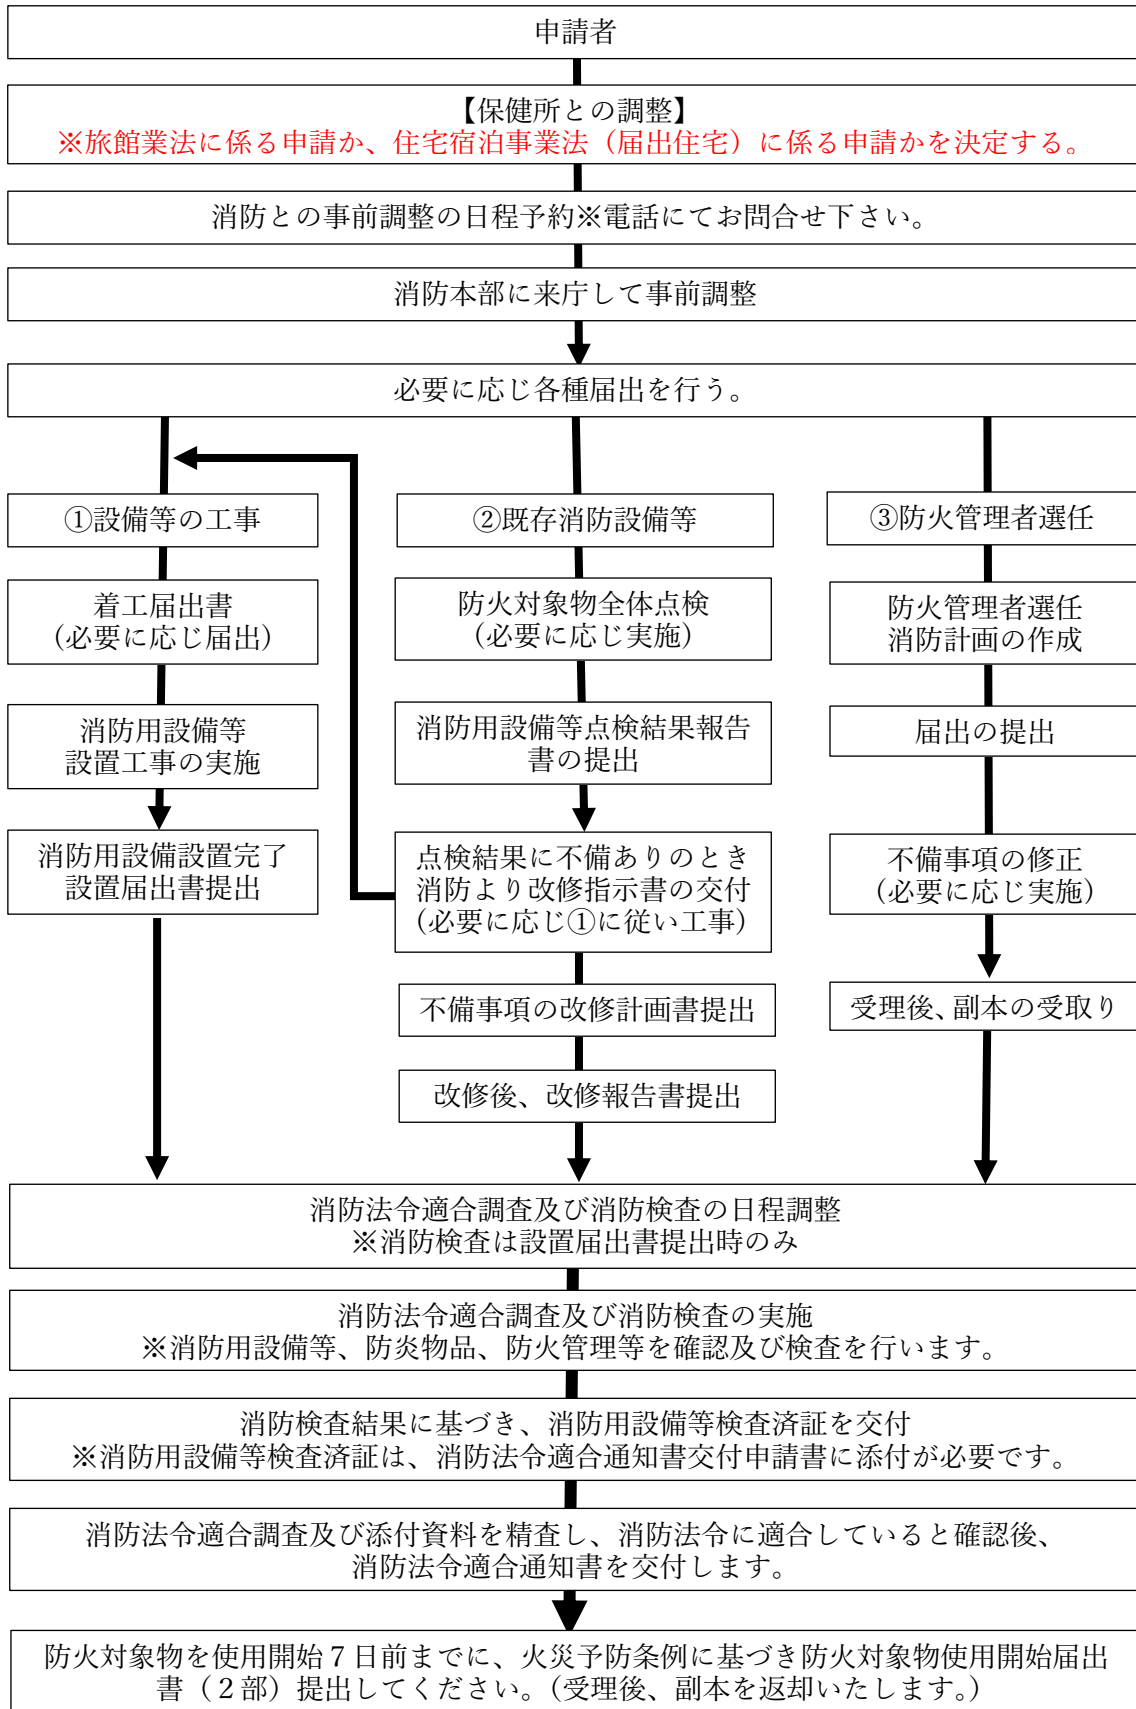 申請者
【保健所との調整】
※旅館業法に係る申請か、住宅宿泊事業法（届出住宅）に係る申請かを決定する。
消防との事前調整の日程予約※電話にてお問合せ下さい。
消防本部に来庁して事前調整
必要に応じ各種届出を行う。
①設備等の工事
着工届出書
（必要に応じ届出）
消防用設備等
設置工事の実施
消防用設備設置完了
設置届出書提出
②既存消防設備等
防火対象物全体点検
（必要に応じ実施）
消防用設備等点検結果報告
書の提出
点検結果に不備ありのとき
消防より改修指示書の交付
（必要に応じ①に従い工事）
不備事項の改修計画書提出
改修後、改修報告書提出
③防火管理者選任
防火管理者選任
消防計画の作成
届出の提出
不備事項の修正
（必要に応じ実施）
受理後、副本の受取り
消防法令適合調査及び消防検査の日程調整
※消防検査は設置届出書提出時のみ
消防法令適合調査及び消防検査の実施
※消防用設備等、防炎物品、防火管理等を確認及び検査を行います。
消防検査結果に基づき、消防用設備等検査済証を交付
※消防用設備等検査済証は、消防法令適合通知書交付申請書に添付が必要です。
消防法令適合調査及び添付資料を精査し、消防法令に適合していると確認後、
消防法令適合通知書を交付します。
防火対象物を使用開始７日前までに、火災予防条例に基づき防火対象物使用開始届出
書（２部）提出してください。（受理後、副本を返却いたします。）